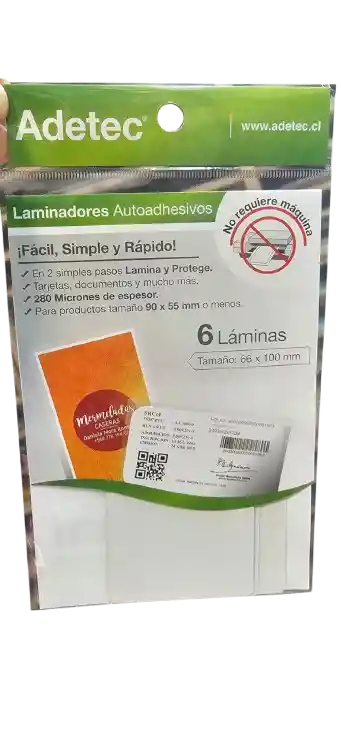 Adetec®
www.adetec.cl
Laminadores Autoadhesivos
No requiere máquina
¡Fácil, Simple y Rápido!
En 2 simples pasos Lamina y Protege.
Tarjetas, documentos y mucho más.
280 Micrones de espesor.
Para productos tamaño 90 x 55 mm o menos.
6 Láminas
Tamaño: 66 x 100 mm
Mermeladas
CASERAS